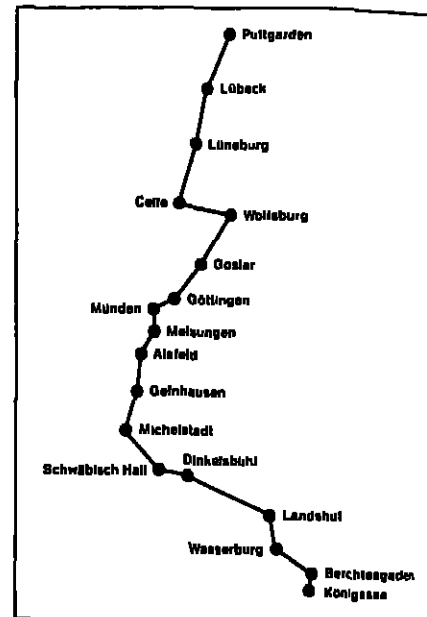 Puttgarden
Lübeck
Lüneburg
Celle
Wolfsburg
Goslar
Göttingen
Münden
Melsungen
Alsfeld
Gelnhausen
Michelstadt
Schwäbisch Hall
Dinkelsbühl
Landshut
Wasserburg
Berchtesgaden
Königssee